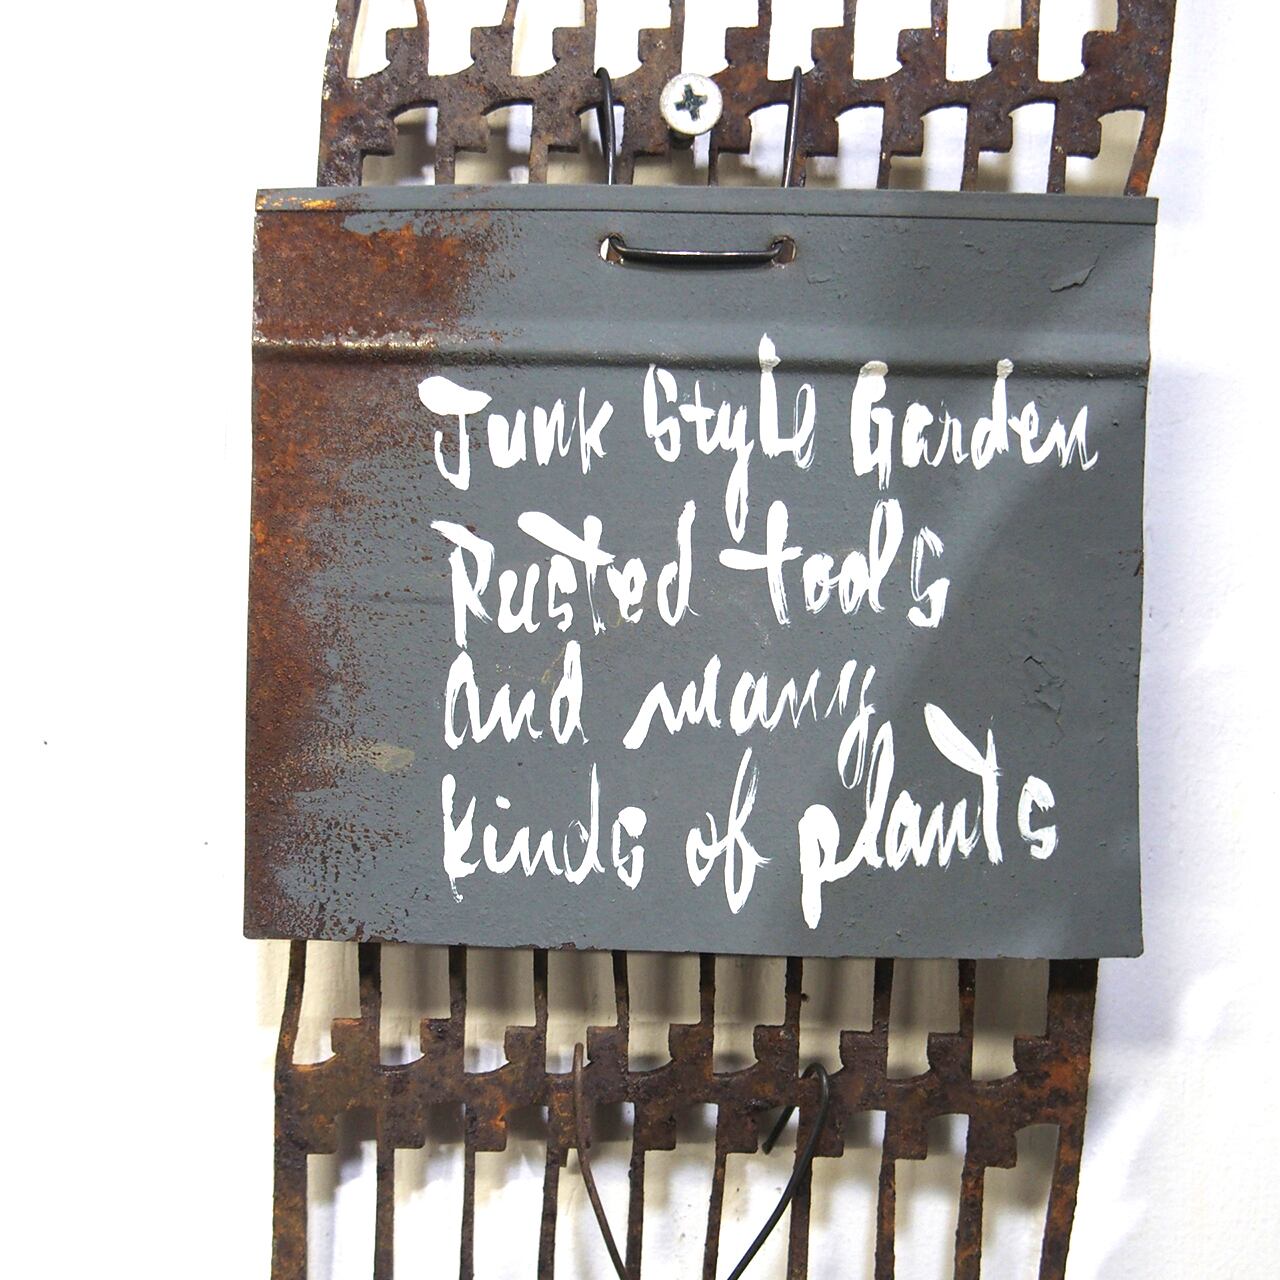 Junk Style Garden
Rusted tools
and many
kinds of plants